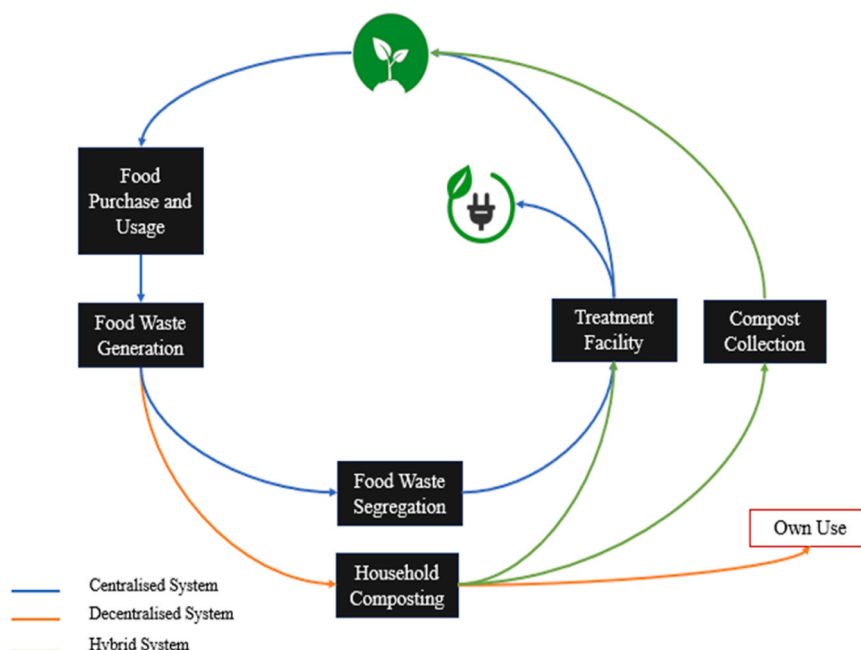 Food
Purchase and
Usage
Food Waste
Generation
Treatment
Facility
Compost
Collection
Food Waste
Segregation
Own Use
Household
Composting
Centralised System
Decentralised System
Hybrid System